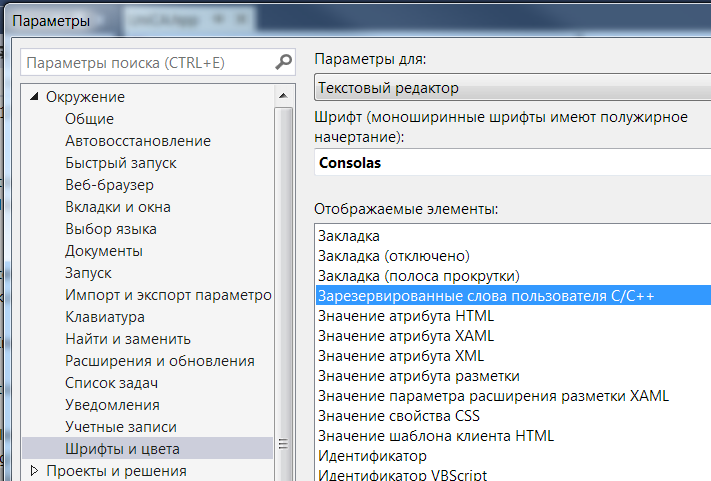 Параметры
Параметры поиска (CTRL+E)
Окружение
Общие
Автовосстановление
Быстрый запуск
Веб-браузер
Вкладки и окна
Выбор языка
Документы
Запуск
Импорт и экспорт параметро
Клавиатура
Найти и заменить
Расширения и обновления
Список задач
Уведомления
Учетные записи
Шрифты и цвета
Проекты и решения
Параметры для:
Текстовый редактор
Шрифт (моноширинные шрифты имеют полужирное
начертание):
Consolas
Отображаемые элементы:
Закладка
Закладка (отключено)
Закладка (полоса прокрутки)
Зарезервированные слова пользователя C/C++
Значение атрибута HTML
Значение атрибута XAML
Значение атрибута XML
Значение атрибута разметки
Значение параметра расширения разметки XAML
Значение свойства CSS
Значение шаблона клиента HTML
Идентификатор
Идентификатор VBScript